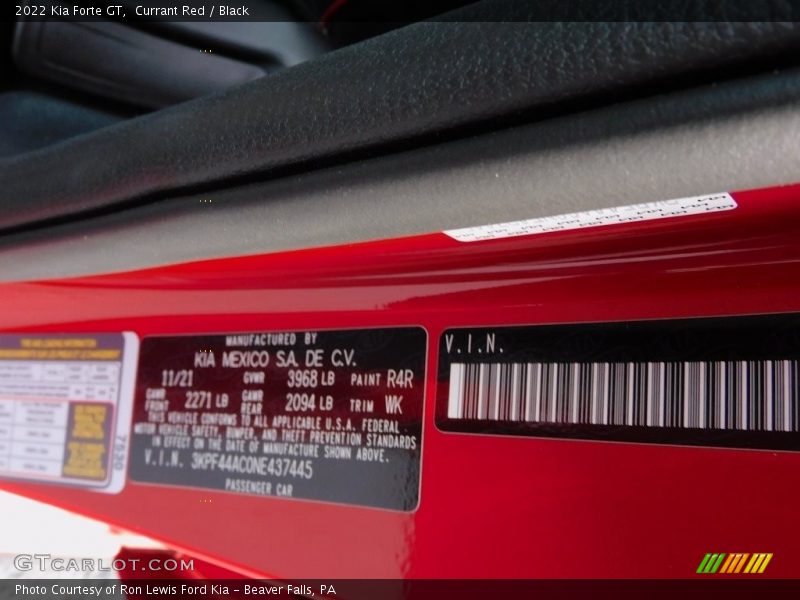 2022 Kia Forte GT, Currant Red / Black
MANUFACTURED BY
KIA MEXICO S.A. DE C.V.
11/21 GVWR 3968 LB PAINT R4R
GAWR FRONT 2271 LB GAWR REAR 2094 LB TRIM WK
THIS VEHICLE CONFORMS TO ALL APPLICABLE U.S.A. FEDERAL
MOTOR VEHICLE SAFETY, BUMPER, AND THEFT PREVENTION STANDARDS
IN EFFECT ON THE DATE OF MANUFACTURE SHOWN ABOVE.
V.I.N. 3KPF44AC0NE437445
PASSENGER CAR
V.I.N.
7530
GTcarlot.com
Photo Courtesy of Ron Lewis Ford Kia - Beaver Falls, PA